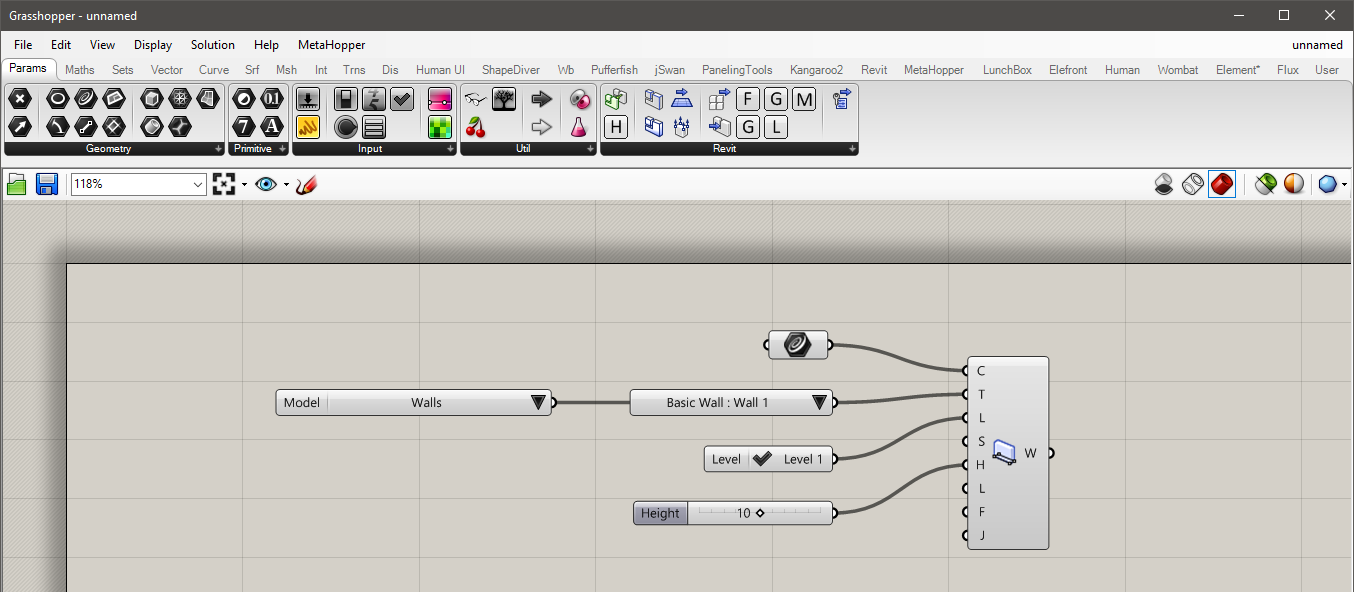 Grasshopper - unnamed
File Edit View Display Solution Help MetaHopper unnamed
Params Maths Sets Vector Curve Srf Msh Int Trns Dis Human UI ShapeDiver Wb Pufferfish jSwan PanelingTools Kangaroo2 Revit MetaHopper LunchBox Elefront Human Wombat Element* Flux User
0.1 F G M
7 A H G L
Geometry Primitive Input Util Revit
118%
C
Model Walls Basic Wall : Wall 1 T
L
S
Level Level 1 W
H
L
Height 10 F
J